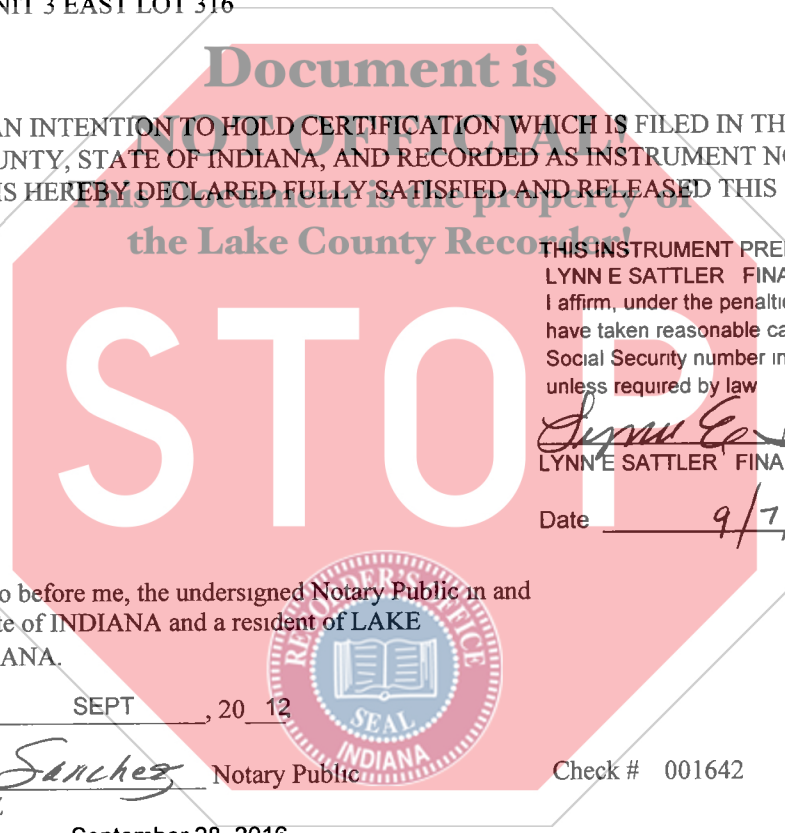 NIT 3 EAST LOT 316
Document is
NOT OFFICIAL!
AN INTENTION TO HOLD CERTIFICATION WHICH IS FILED IN TH
UNTY, STATE OF INDIANA, AND RECORDED AS INSTRUMENT NO
IS HEREBY DECLARED FULLY SATISFIED AND RELEASED THIS
This Document is the property of
the Lake County Recorder!
THIS INSTRUMENT PRE
LYNN E SATTLER FINA
I affirm, under the penaltie
have taken reasonable ca
Social Security number in
unless required by law
Lynn E
LYNN E SATTLER FINA
STOP
Date 9/7
o before me, the undersigned Notary Public in and
te of INDIANA and a resident of LAKE
IANA.
SEPT , 20 12
RECORDER'S OFFICE
SEAL
INDIANA
Sanchez Notary Public
Check # 001642
September 28, 2016